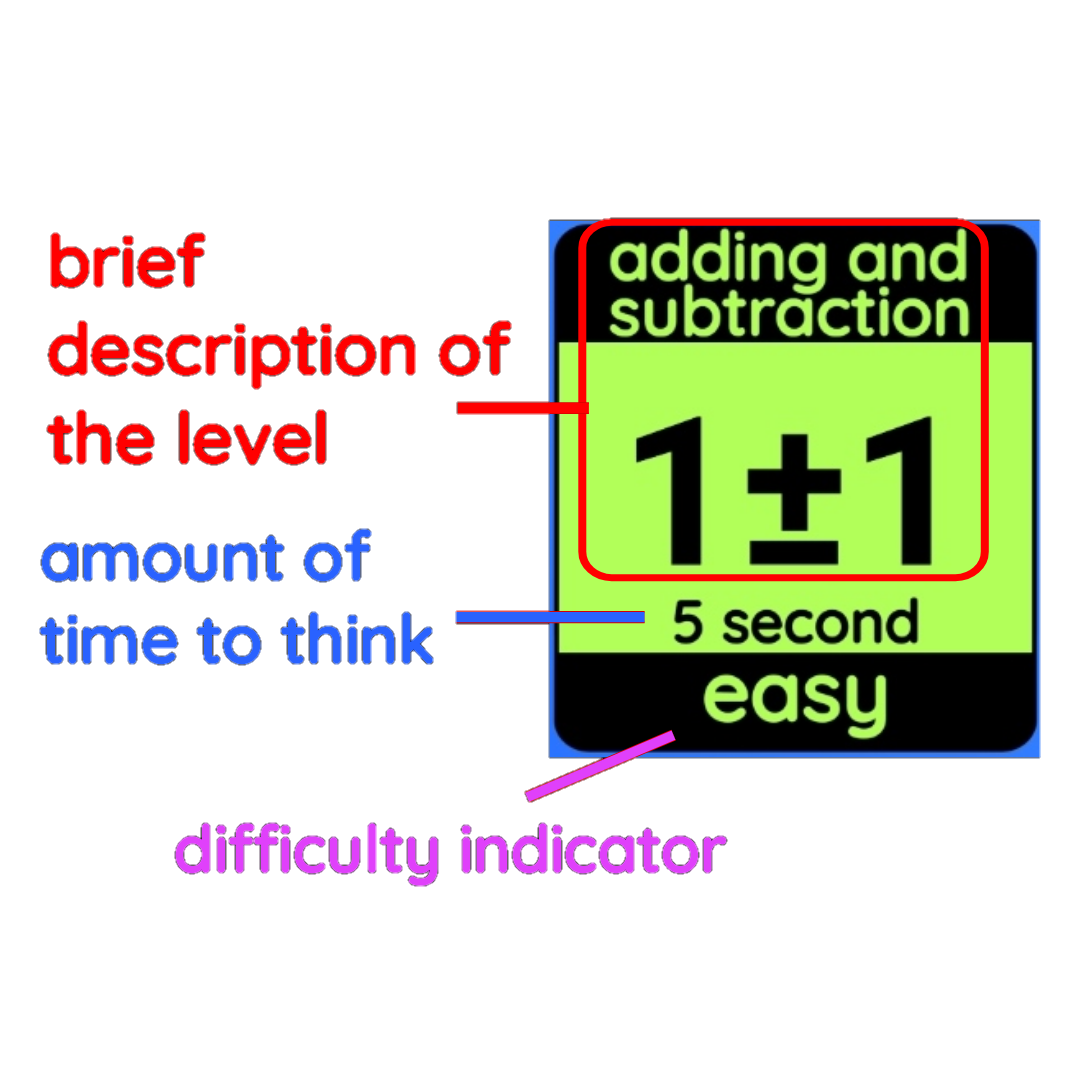 brief
description of
the level
amount of
time to think
adding and
subtraction
1±1
5 second
easy
difficulty indicator